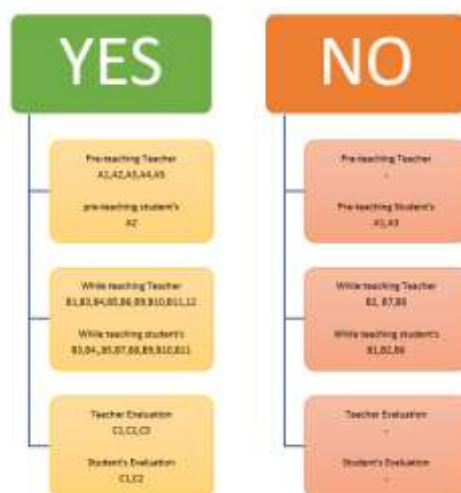 YES
Pre-teaching Teacher
A1,A2,A3,A4,A5
pre-teaching student's
A2
While teaching Teacher
B1,B3,B4,B5,B6,B9,B10,B11,12
While teaching student's
B3,B4,,B5,B7,B8,B9,B10,B11
Teacher Evaluation
C1,C2,C3
Student's Evaluation
C1,C2
NO
Pre-teaching Teacher
-
Pre-teaching Student's
A1,A3
While teaching Teacher
B2, B7,B8
While teaching student's
B1,B2,B6
Teacher Evaluation
-
Student's Evaluation
-